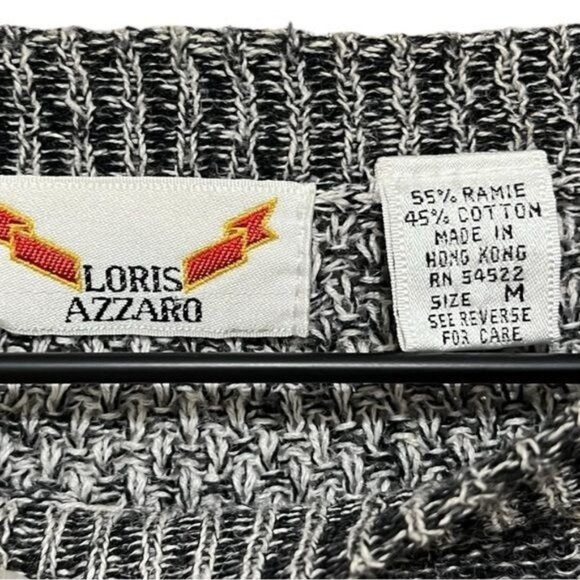 LORIS
AZZARO
55% RAMIE
45% COTTON
MADE IN
HONG KONG
RN 54522
SIZE M
SEE REVERSE
FOR CARE